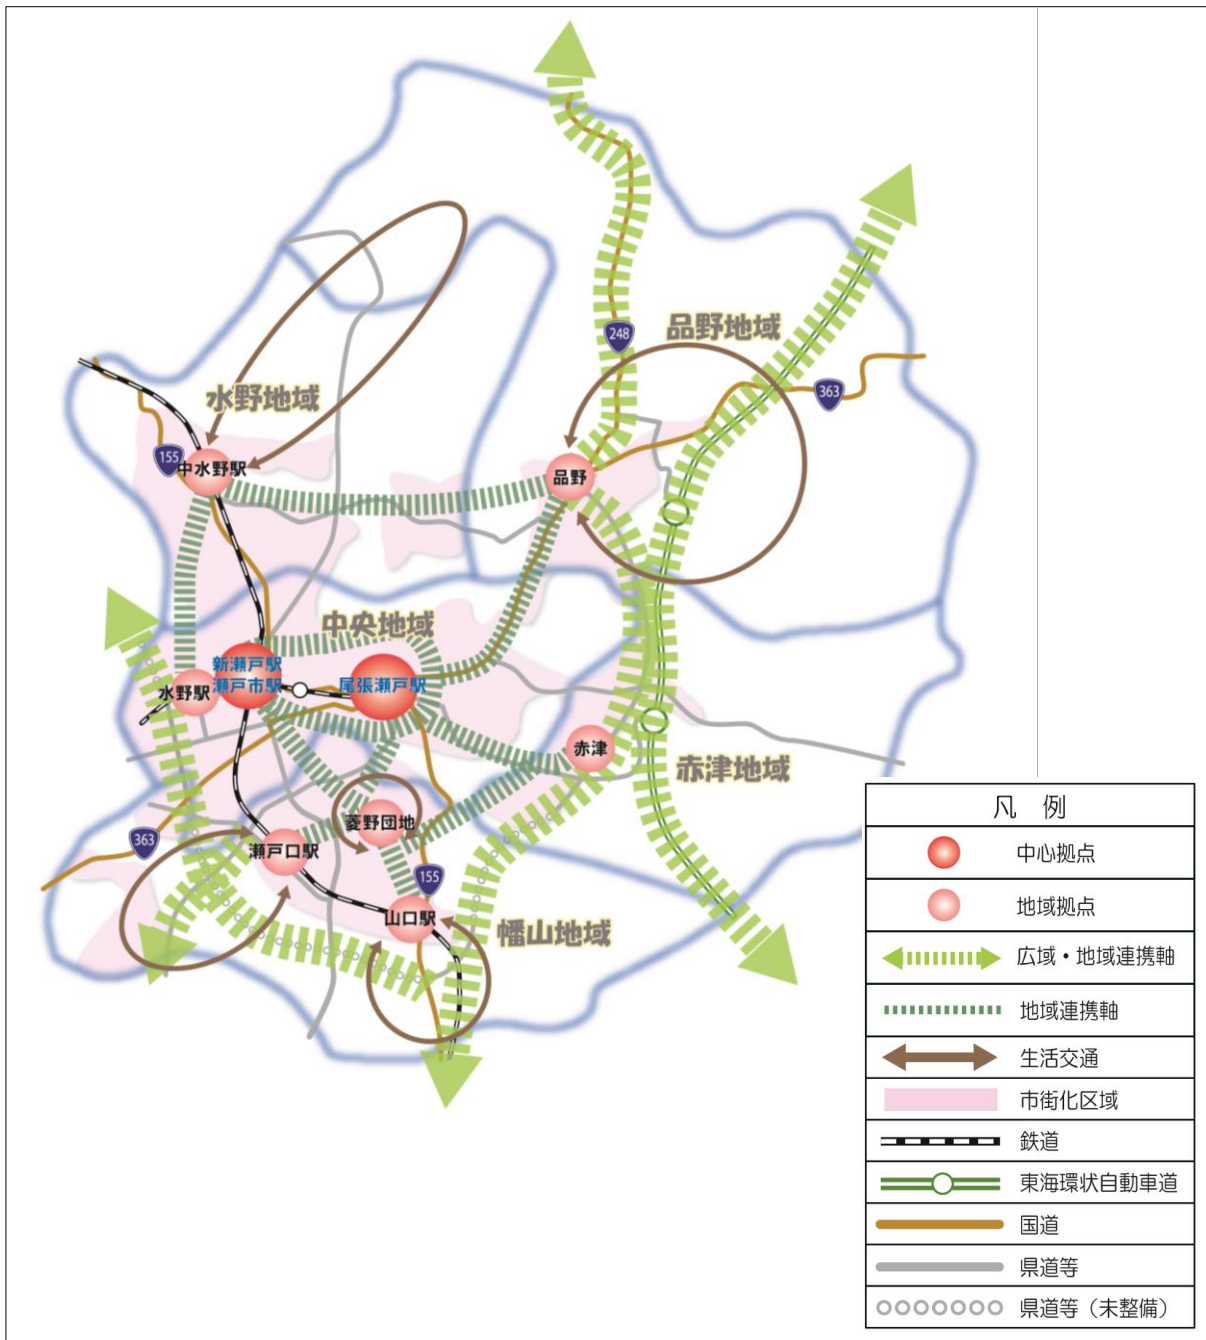 248
品野地域
363
水野地域
155
中水野駅
品野
中央地域
新瀬戸駅
瀬戸市駅
尾張瀬戸駅
水野駅
赤津
赤津地域
菱野団地
363
瀬戸口駅
155
山口駅
幡山地域
凡 例
中心拠点
地域拠点
広域・地域連携軸
地域連携軸
生活交通
市街化区域
鉄道
東海環状自動車道
国道
県道等
県道等（未整備）